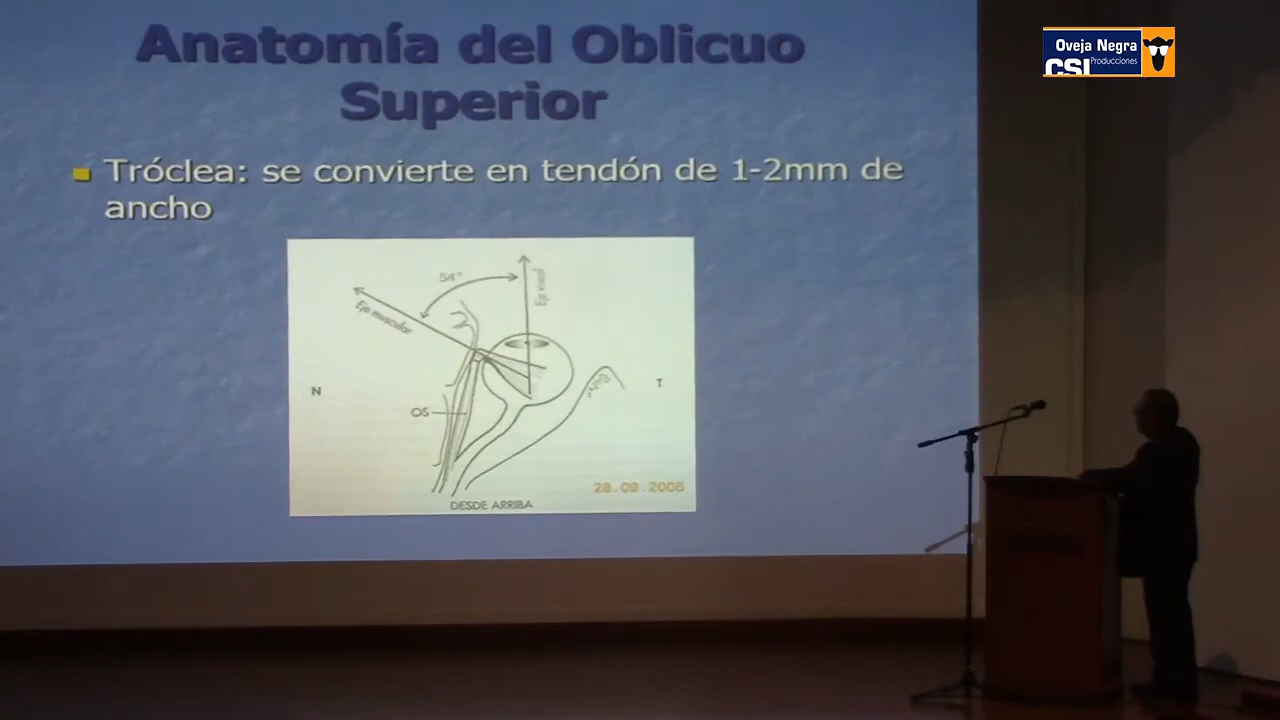 Anatomía del Oblicuo
Superior
Tróclea: se convierte en tendón de 1-2mm de
ancho
54°
Eje visual
Eje muscular
N
T
OS
28.09.2005
DESDE ARRIBA
Oveja Negra
CSI Producciones